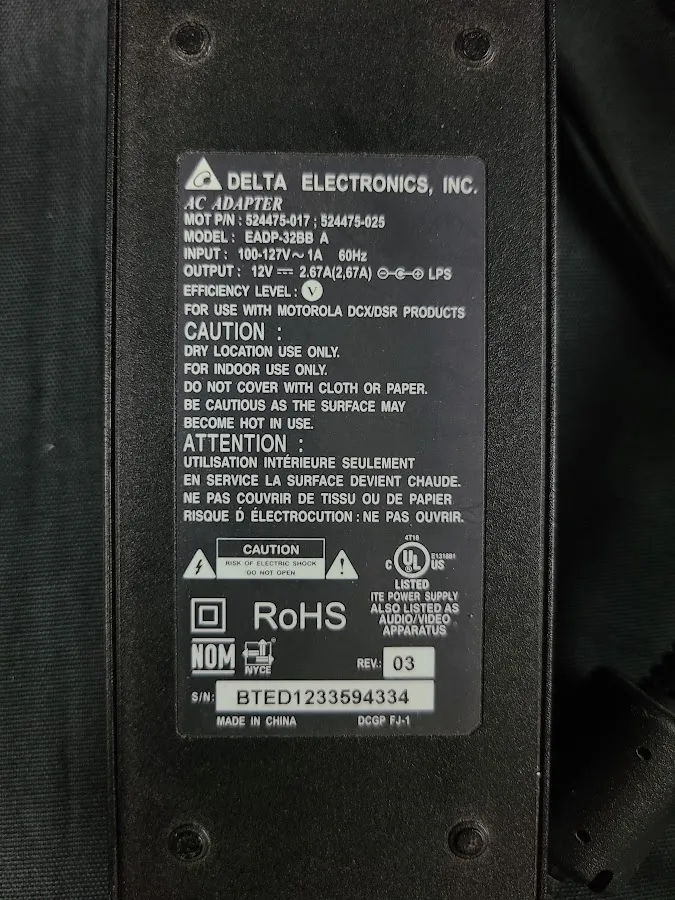 DELTA ELECTRONICS, INC.
AC ADAPTER
MOT P/N : 524475-017 ; 524475-025
MODEL : EADP-32BB A
INPUT : 100-127V~1A 60Hz
OUTPUT : 12V ⎓ 2.67A(2,67A) LPS
EFFICIENCY LEVEL : V
FOR USE WITH MOTOROLA DCX/DSR PRODUCTS
CAUTION :
DRY LOCATION USE ONLY.
FOR INDOOR USE ONLY.
DO NOT COVER WITH CLOTH OR PAPER.
BE CAUTIOUS AS THE SURFACE MAY
BECOME HOT IN USE.
ATTENTION :
UTILISATION INTÉRIEURE SEULEMENT
EN SERVICE LA SURFACE DEVIENT CHAUDE.
NE PAS COUVRIR DE TISSU OU DE PAPIER
RISQUE D ́ÉLECTROCUTION : NE PAS OUVRIR.
CAUTION
RISK OF ELECTRIC SHOCK
DO NOT OPEN
4T18
C UL US E131881
LISTED
ITE POWER SUPPLY
ALSO LISTED AS
AUDIO/VIDEO
APPARATUS
RoHS
NOM
NYCE
REV.: 03
S/N: BTED1233594334
MADE IN CHINA DCGP FJ-1